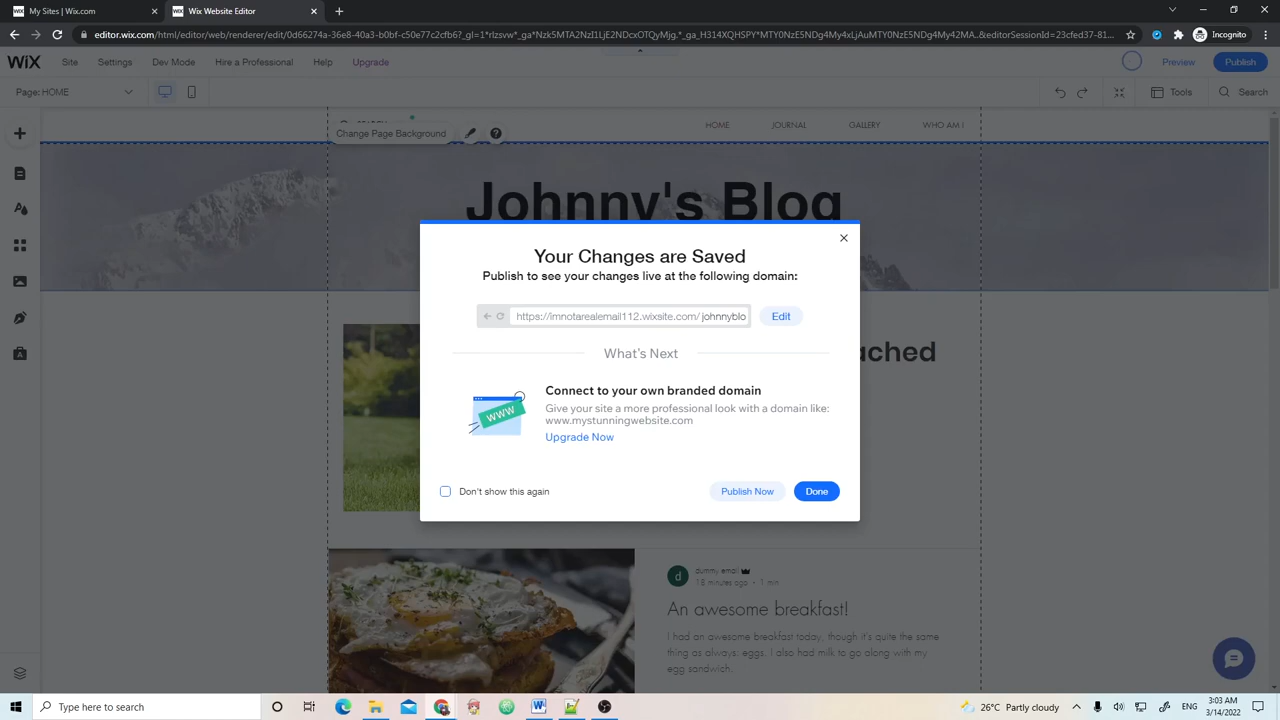 WIX My Sites | Wix.com
WIX Wix Website Editor
editor.wix.com/html/editor/web/renderer/edit/0d66274a-36e8-40a3-b0bf-c50e77c2cfb6?_gl=1*rlzsvw*_ga*Nzk5MTA2NzI1LjE2NDcxOTQyMjg.*_ga_H314XQHSPY*MTY0NzE5NDg4My4xLjAuMTY0NzE5NDg4My42MA..&editorSessionId=23cfed37-81...
Incognito
WiX Site Settings Dev Mode Hire a Professional Help Upgrade Preview Publish
Page: HOME Tools Search
Change Page Background
HOME JOURNAL GALLERY WHO AM I
Johnny's Blog
Your Changes are Saved
Publish to see your changes live at the following domain:
https://imnotarealemail112.wixsite.com/ johnnyblo Edit
What's Next
Connect to your own branded domain
Give your site a more professional look with a domain like:
www.mystunningwebsite.com
Upgrade Now
WWW
Don't show this again Publish Now Done
ached
d dummy email
18 minutes ago · 1 min
An awesome breakfast!
I had an awesome breakfast today, though it's quite the same
thing as always: eggs. I also had milk to go along with my
egg sandwich.
Type here to search
26°C Partly cloudy
ENG
3:03 AM
3/14/2022